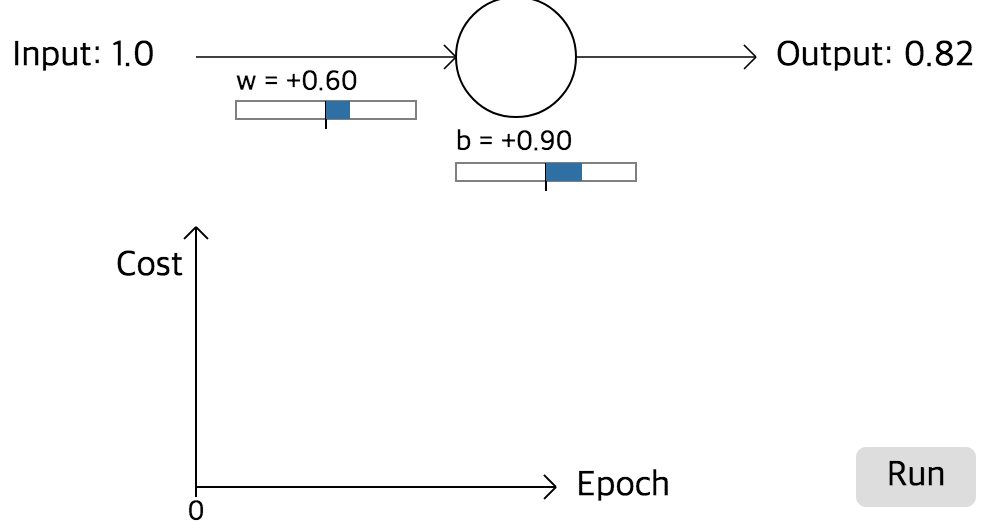 Input: 1.0
Output: 0.82
w = +0.60
b = +0.90
Cost
Epoch
Run
0